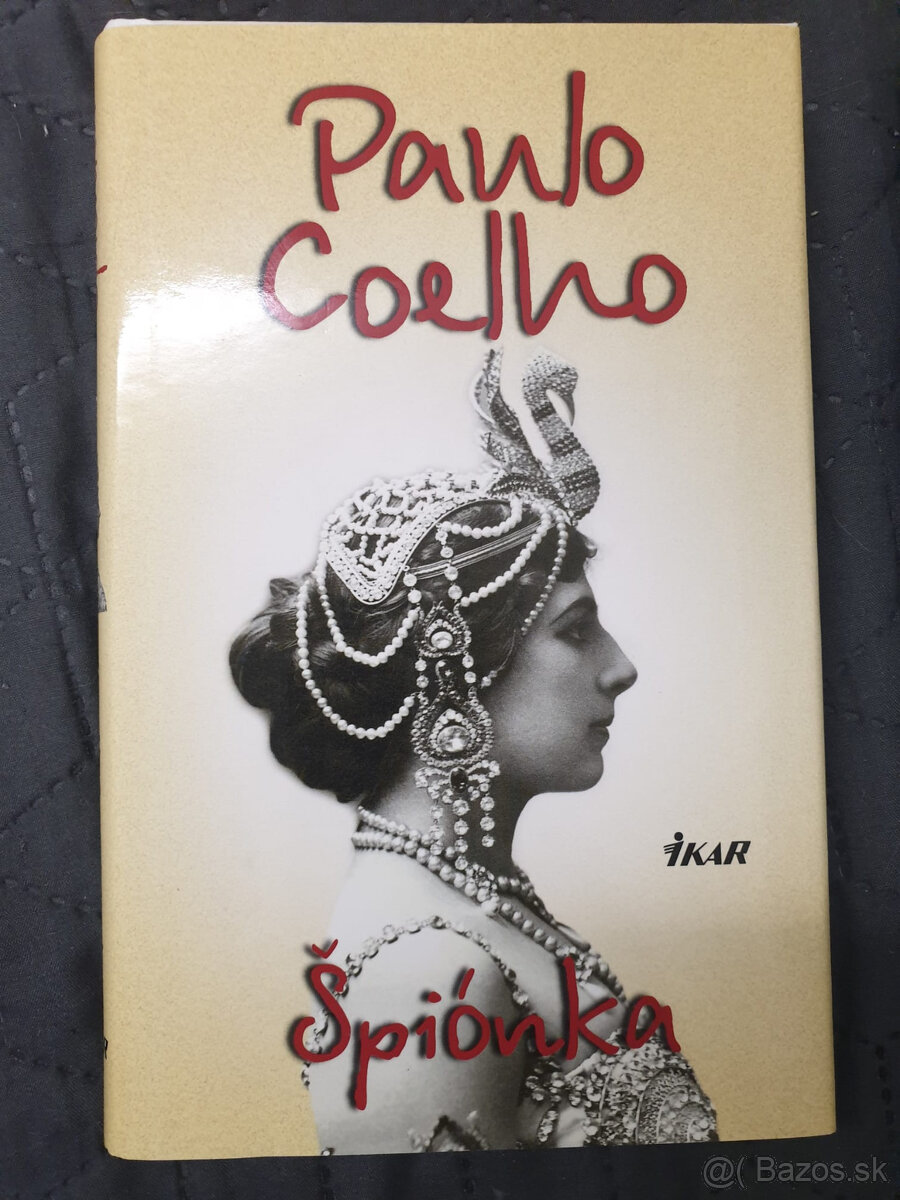 Paulo
Coelho
iKAR
Špiónka
@( Bazos.sk